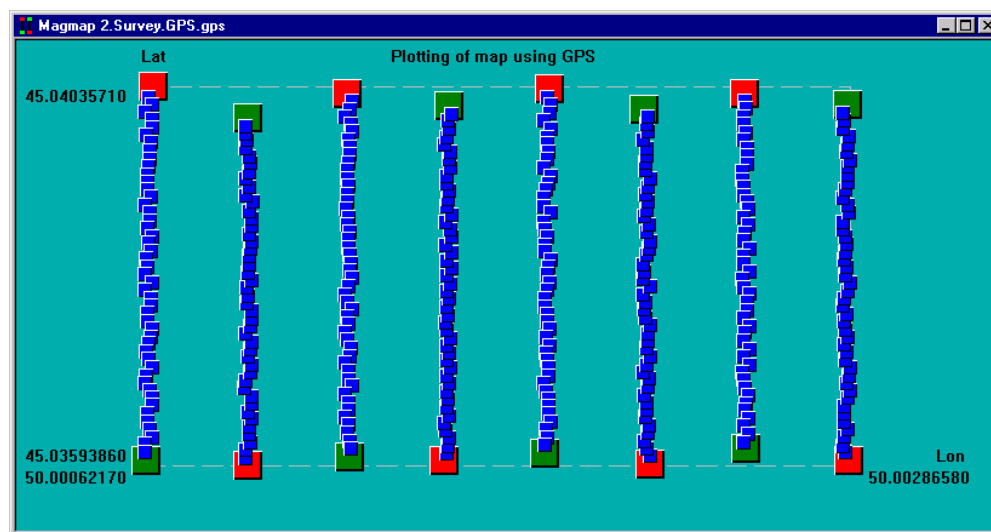 Magmap 2.Survey.GPS.gps
Lat Plotting of map using GPS
45.04035710
45.03593860 Lon
50.00062170 50.00286580